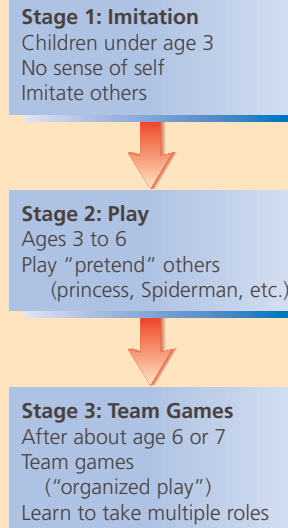 Stage 1: Imitation
Children under age 3
No sense of self
Imitate others
Stage 2: Play
Ages 3 to 6
Play “pretend” others
(princess, Spiderman, etc.)
Stage 3: Team Games
After about age 6 or 7
Team games
(“organized play”)
Learn to take multiple roles